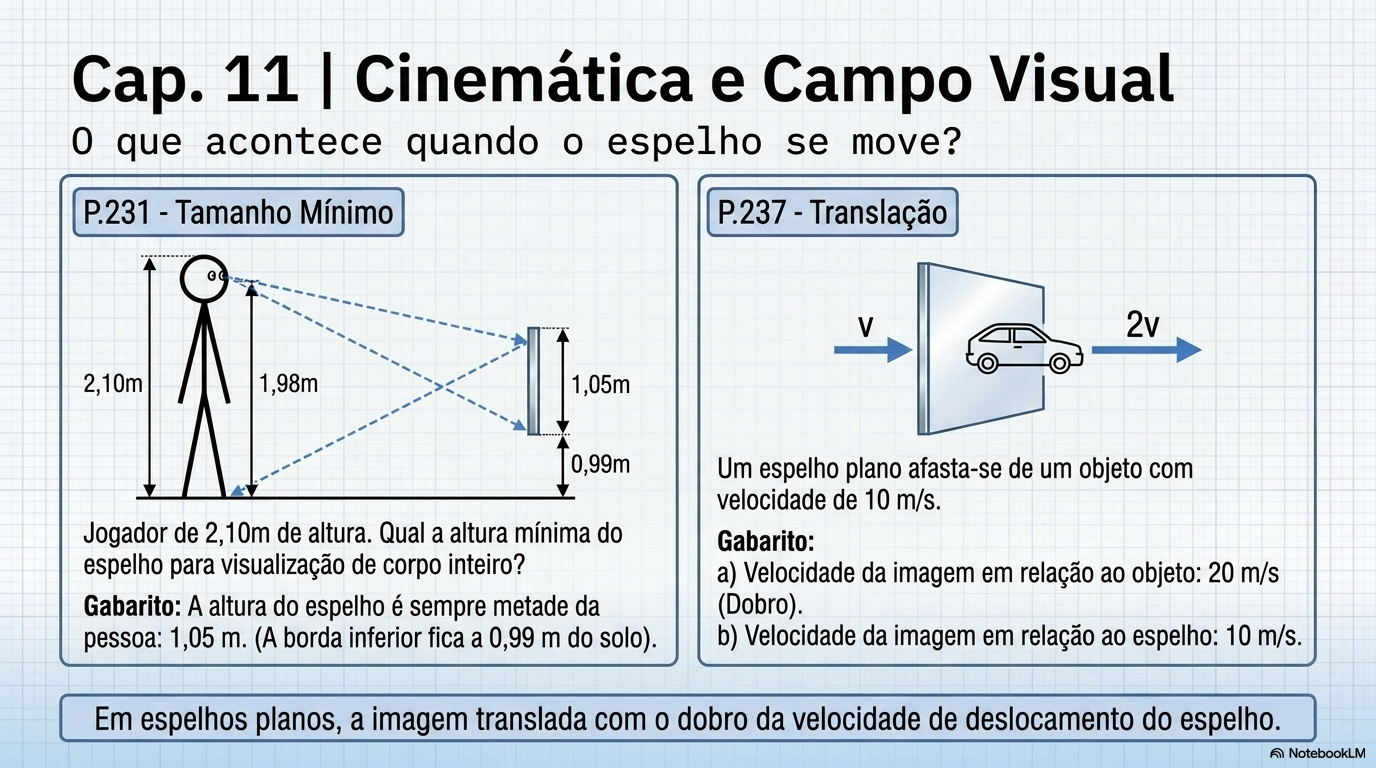 Cap. 11 | Cinemática e Campo Visual
O que acontece quando o espelho se move?
P.231 - Tamanho Mínimo
2,10m
1,98m
1,05m
0,99m
Jogador de 2,10m de altura. Qual a altura mínima do
espelho para visualização de corpo inteiro?
Gabarito: A altura do espelho é sempre metade da
pessoa: 1,05 m. (A borda inferior fica a 0,99 m do solo).
P.237 - Translação
v
2v
Um espelho plano afasta-se de um objeto com
velocidade de 10 m/s.
Gabarito:
a) Velocidade da imagem em relação ao objeto: 20 m/s
(Dobro).
b) Velocidade da imagem em relação ao espelho: 10 m/s.
Em espelhos planos, a imagem translada com o dobro da velocidade de deslocamento do espelho.
NotebookLM